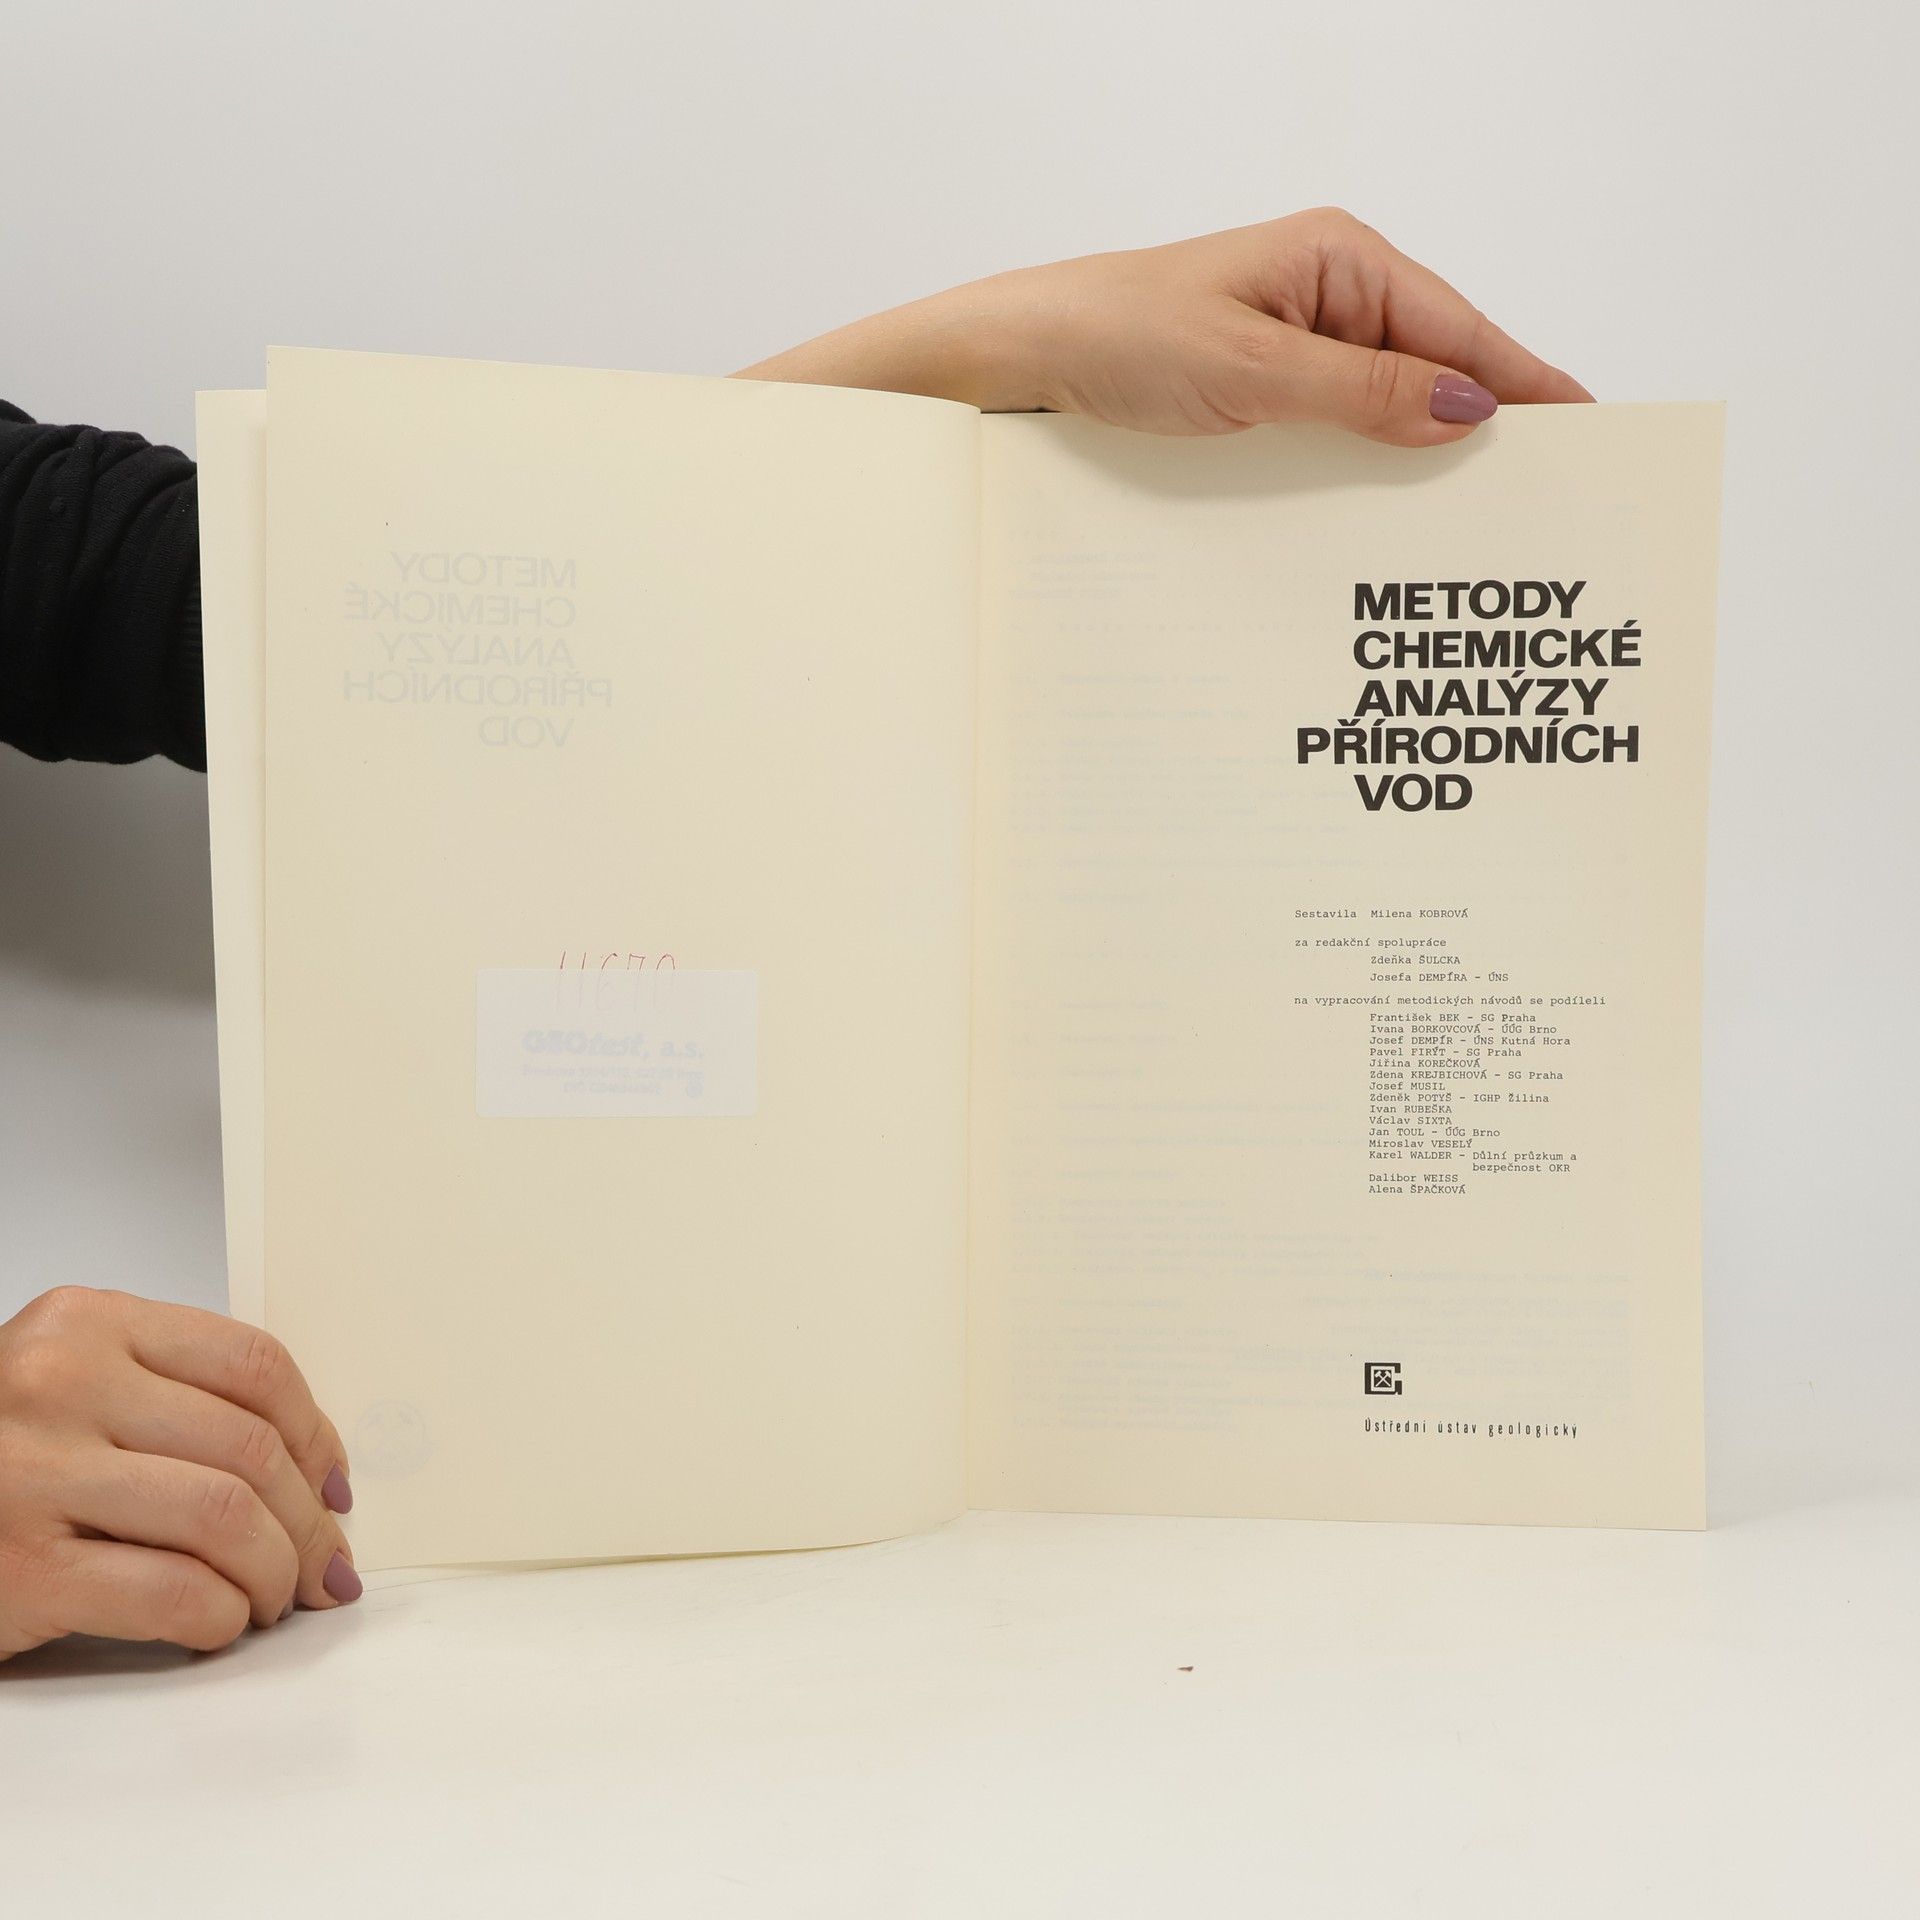 11670
GEOtest, a.s.
METODY
CHEMICKÉ
ANALÝZY
PŘÍRODNÍCH
VOD
Sestavila Milena KOBROVÁ
za redakční spolupráce
Zdeňka ŠULCKA
Josefa DEMPÍRA - ÚNS
na vypracování metodických návodů se podíleli
František BEK - SG Praha
Ivana BORKOVCOVÁ - ÚÚG Brno
Josef DEMPÍR - ÚNS Kutná Hora
Pavel FIRÝT - SG Praha
Jiřina KOREČKOVÁ
Zdena KREJBICHOVÁ - SG Praha
Josef MUSIL
Zdeněk POTYŠ - IGHP Žilina
Ivan RUBEŠKA
Václav SIXTA
Jan TOUL - ÚÚG Brno
Miroslav VESELÝ
Karel WALDER - Důlní průzkum a
bezpečnost OKR
Dalibor WEISS
Alena ŠPAČKOVÁ
Ústřední ústav geologický